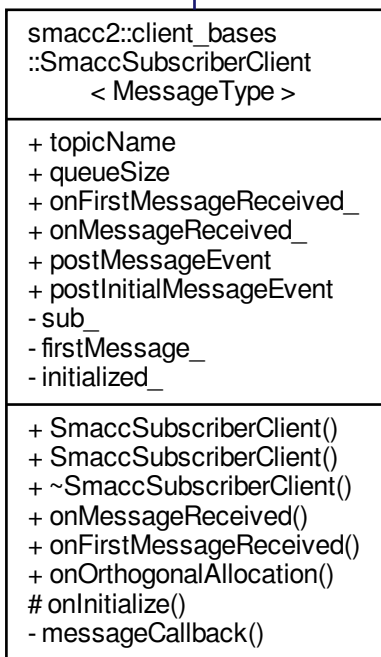 smacc2::client_bases
::SmaccSubscriberClient
< MessageType >
+ topicName
+ queueSize
+ onFirstMessageReceived_
+ onMessageReceived_
+ postMessageEvent
+ postInitialMessageEvent
- sub_
- firstMessage_
- initialized_
+ SmaccSubscriberClient()
+ SmaccSubscriberClient()
+ ~SmaccSubscriberClient()
+ onMessageReceived()
+ onFirstMessageReceived()
+ onOrthogonalAllocation()
# onInitialize()
- messageCallback()